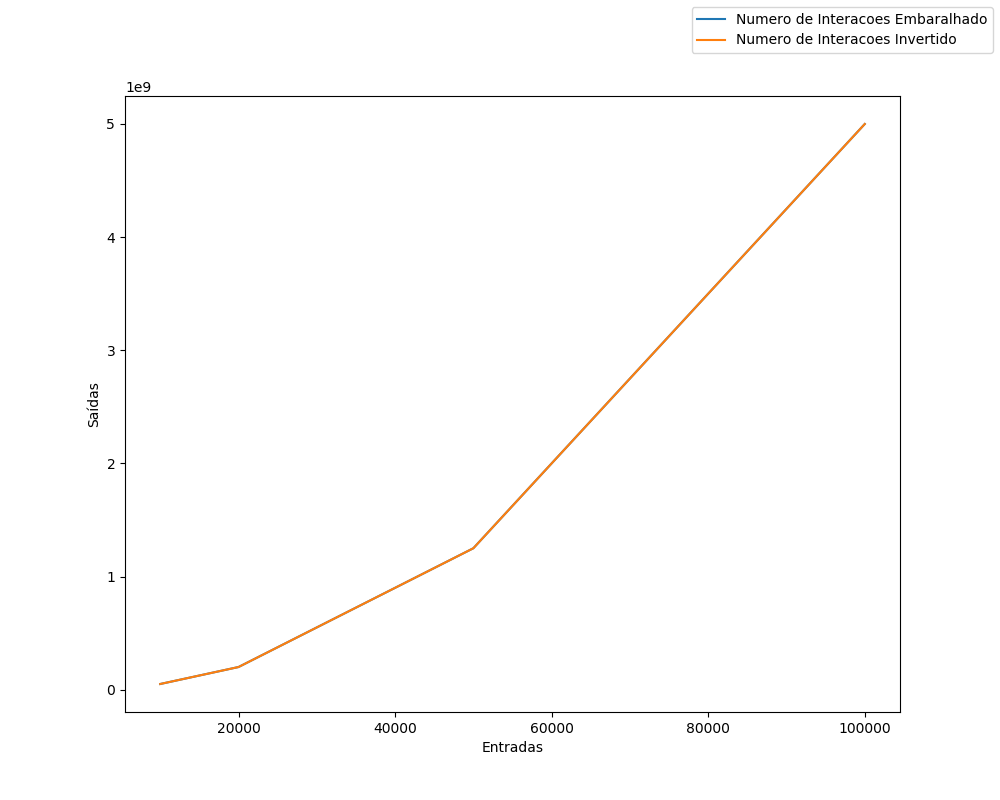 Numero de Interacoes Embaralhado
Numero de Interacoes Invertido
1e9
5
4
3
2
1
0
Saídas
20000 40000 60000 80000 100000
Entradas